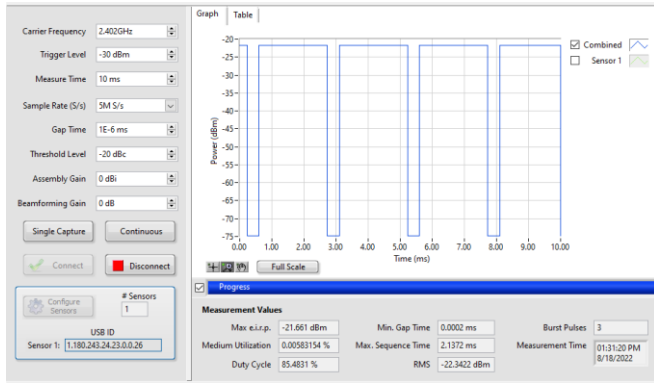 Graph Table
Carrier Frequency 2.402GHz
Trigger Level -30 dBm
Measure Time 10 ms
Sample Rate (S/s) 5M S/s
Gap Time 1E-6 ms
Threshold Level -20 dBc
Assembly Gain 0 dBi
Beamforming Gain 0 dB
Single Capture Continuous
Connect Disconnect
Configure Sensors
# Sensors
1
USB ID
Sensor 1: 1.180.243.24.23.0.0.26
Power (dBm)
-20
-25
-30
-35
-40
-45
-50
-55
-60
-65
-70
-75
0.00 1.00 2.00 3.00 4.00 5.00 6.00 7.00 8.00 9.00 10.00
Time (ms)
Combined
Sensor 1
Full Scale
Progress
Measurement Values
Max e.i.r.p. -21.661 dBm Min. Gap Time 0.0002 ms Burst Pulses 3
Medium Utilization 0.00583154 % Max. Sequence Time 2.1372 ms Measurement Time 01:31:20 PM
8/18/2022
Duty Cycle 85.4831 % RMS -22.3422 dBm